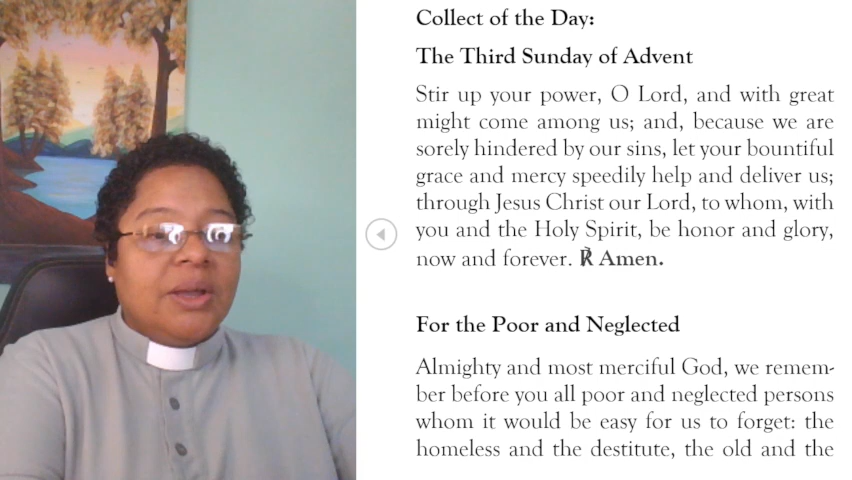 Collect of the Day:
The Third Sunday of Advent
Stir up your power, O Lord, and with great
might come among us; and, because we are
sorely hindered by our sins, let your bountiful
grace and mercy speedily help and deliver us;
through Jesus Christ our Lord, to whom, with
you and the Holy Spirit, be honor and glory,
now and forever. ℟ Amen.
For the Poor and Neglected
Almighty and most merciful God, we remem-
ber before you all poor and neglected persons
whom it would be easy for us to forget: the
homeless and the destitute, the old and the